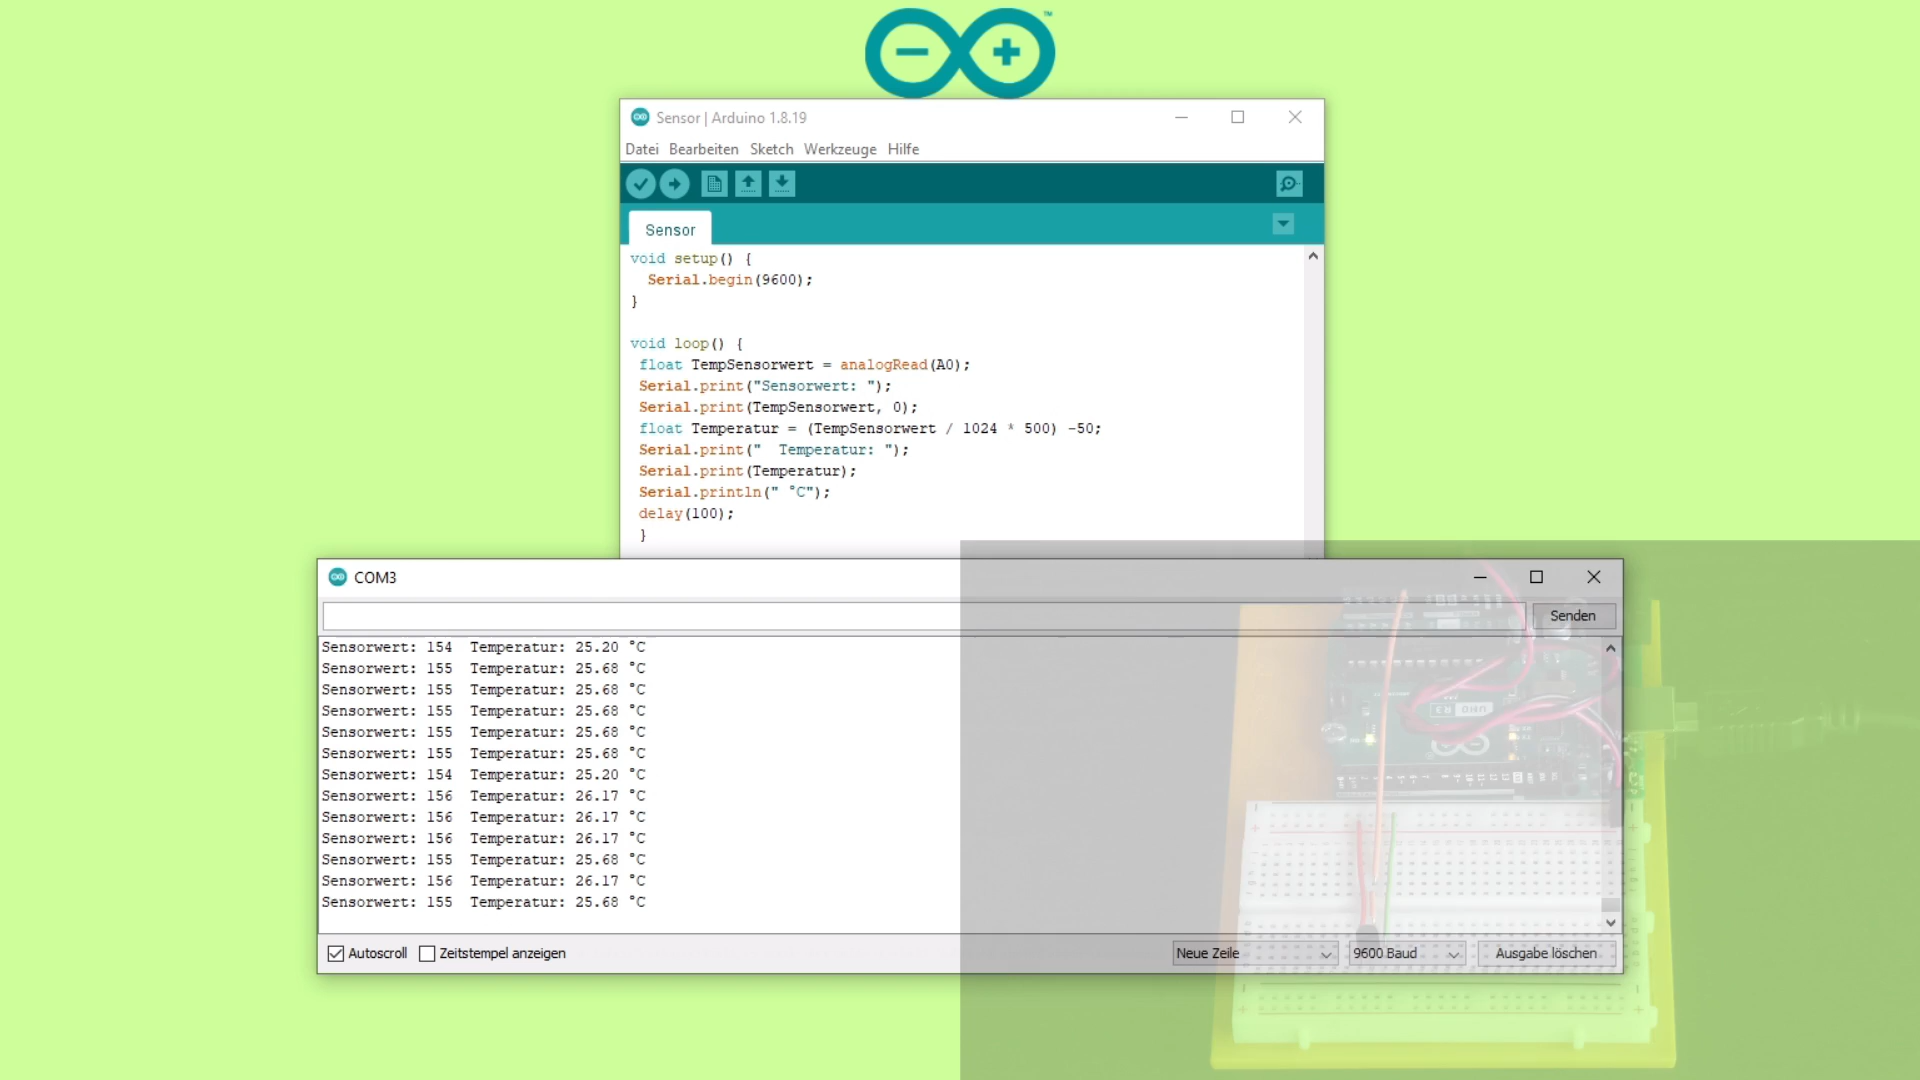 ™
Sensor | Arduino 1.8.19
Datei Bearbeiten Sketch Werkzeuge Hilfe
Sensor
void setup() {
Serial.begin(9600);
}
void loop() {
float TempSensorwert = analogRead(A0);
Serial.print("Sensorwert: ");
Serial.print(TempSensorwert, 0);
float Temperatur = (TempSensorwert / 1024 * 500) -50;
Serial.print("  Temperatur: ");
Serial.print(Temperatur);
Serial.println(" °C");
delay(100);
}
COM3
Senden
Sensorwert: 154  Temperatur: 25.20 °C
Sensorwert: 155  Temperatur: 25.68 °C
Sensorwert: 155  Temperatur: 25.68 °C
Sensorwert: 155  Temperatur: 25.68 °C
Sensorwert: 155  Temperatur: 25.68 °C
Sensorwert: 155  Temperatur: 25.68 °C
Sensorwert: 154  Temperatur: 25.20 °C
Sensorwert: 156  Temperatur: 26.17 °C
Sensorwert: 156  Temperatur: 26.17 °C
Sensorwert: 156  Temperatur: 26.17 °C
Sensorwert: 155  Temperatur: 25.68 °C
Sensorwert: 156  Temperatur: 26.17 °C
Sensorwert: 155  Temperatur: 25.68 °C
UNO R3
Autoscroll Zeitstempel anzeigen Neue Zeile 9600 Baud Ausgabe löschen